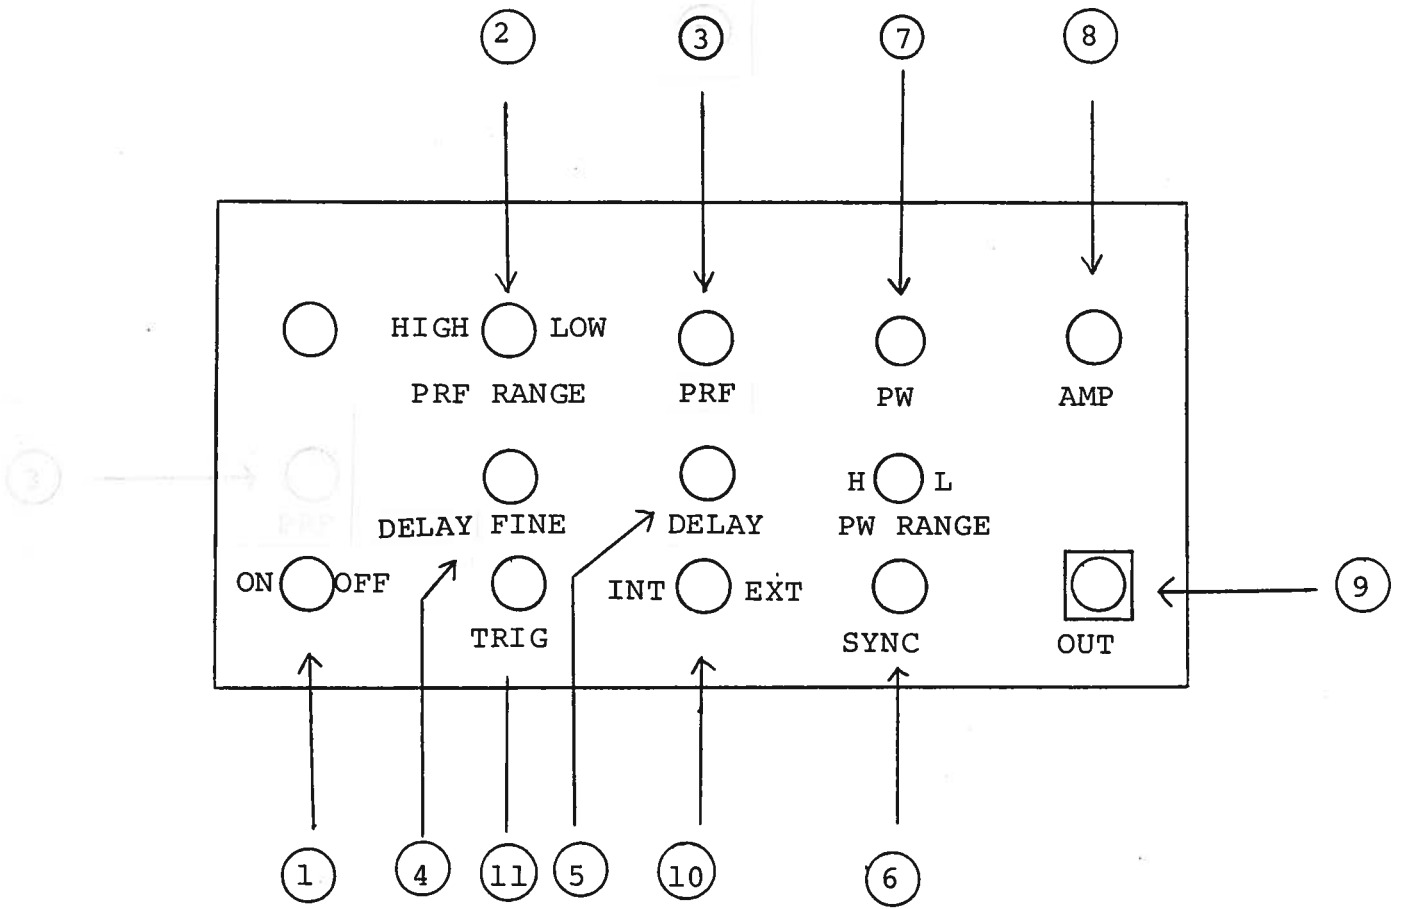 2 3 7 8
HIGH LOW
PRF RANGE PRF PW AMP
H L
3
PRF
DELAY FINE DELAY PW RANGE
ON OFF INT EXT 9
TRIG SYNC OUT
1 4 11 5 10 6